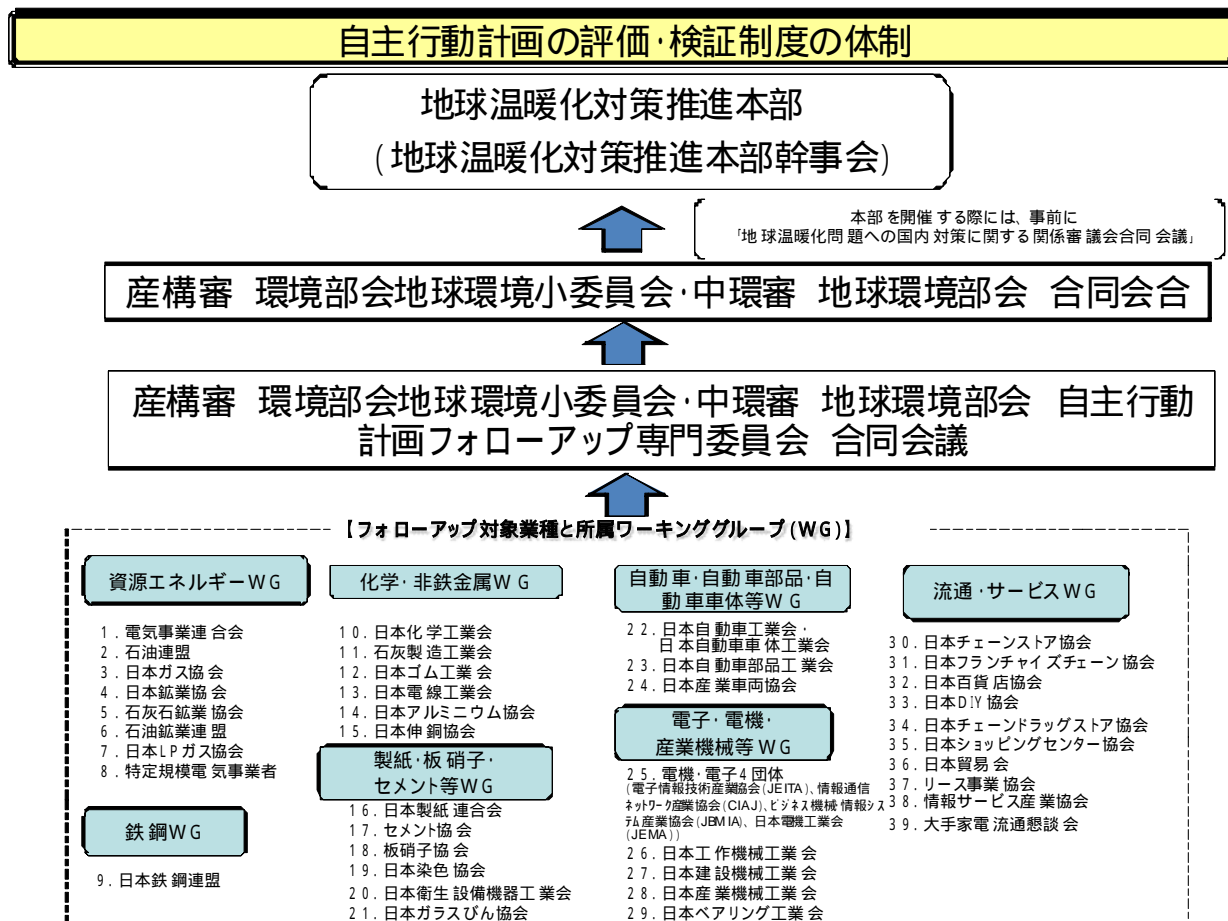 自主行動計画の評価・検証制度の体制
地球温暖化対策推進本部
(地球温暖化対策推進本部幹事会)
本部を開催する際には、事前に
「地球温暖化問題への国内対策に関する関係審議会合同会議」
産構審 環境部会地球環境小委員会・中環審 地球環境部会 合同会合
産構審 環境部会地球環境小委員会・中環審 地球環境部会 自主行動
計画フォローアップ専門委員会 合同会議
【フォローアップ対象業種と所属ワーキンググループ(WG)】
資源エネルギーWG
1．電気事業連合会
2．石油連盟
3．日本ガス協会
4．日本鉱業協会
5．石灰石鉱業協会
6．石油鉱業連盟
7．日本LPガス協会
8．特定規模電気事業者
鉄鋼WG
9．日本鉄鋼連盟
化学・非鉄金属WG
10．日本化学工業会
11．石灰製造工業会
12．日本ゴム工業会
13．日本電線工業会
14．日本アルミニウム協会
15．日本伸銅協会
製紙・板硝子・
セメント等WG
16．日本製紙連合会
17．セメント協会
18．板硝子協会
19．日本染色協会
20．日本衛生設備機器工業会
21．日本ガラスびん協会
自動車・自動車部品・自
動車車体等WG
22．日本自動車工業会・
日本自動車車体工業会
23．日本自動車部品工業会
24．日本産業車両協会
電子・電機・
産業機械等WG
25．電機・電子4団体
(電子情報技術産業協会(JEITA)、情報通信
ネットワーク産業協会(CIAJ)、ビジネス機械・情報シス
テム産業協会(JBMIA)、日本電機工業会
(JEMA))
26．日本工作機械工業会
27．日本建設機械工業会
28．日本産業機械工業会
29．日本ベアリング工業会
流通・サービスWG
30．日本チェーンストア協会
31．日本フランチャイズチェーン協会
32．日本百貨店協会
33．日本DIY協会
34．日本チェーンドラッグストア協会
35．日本ショッピングセンター協会
36．日本貿易会
37．リース事業協会
38．情報サービス産業協会
39．大手家電流通懇談会